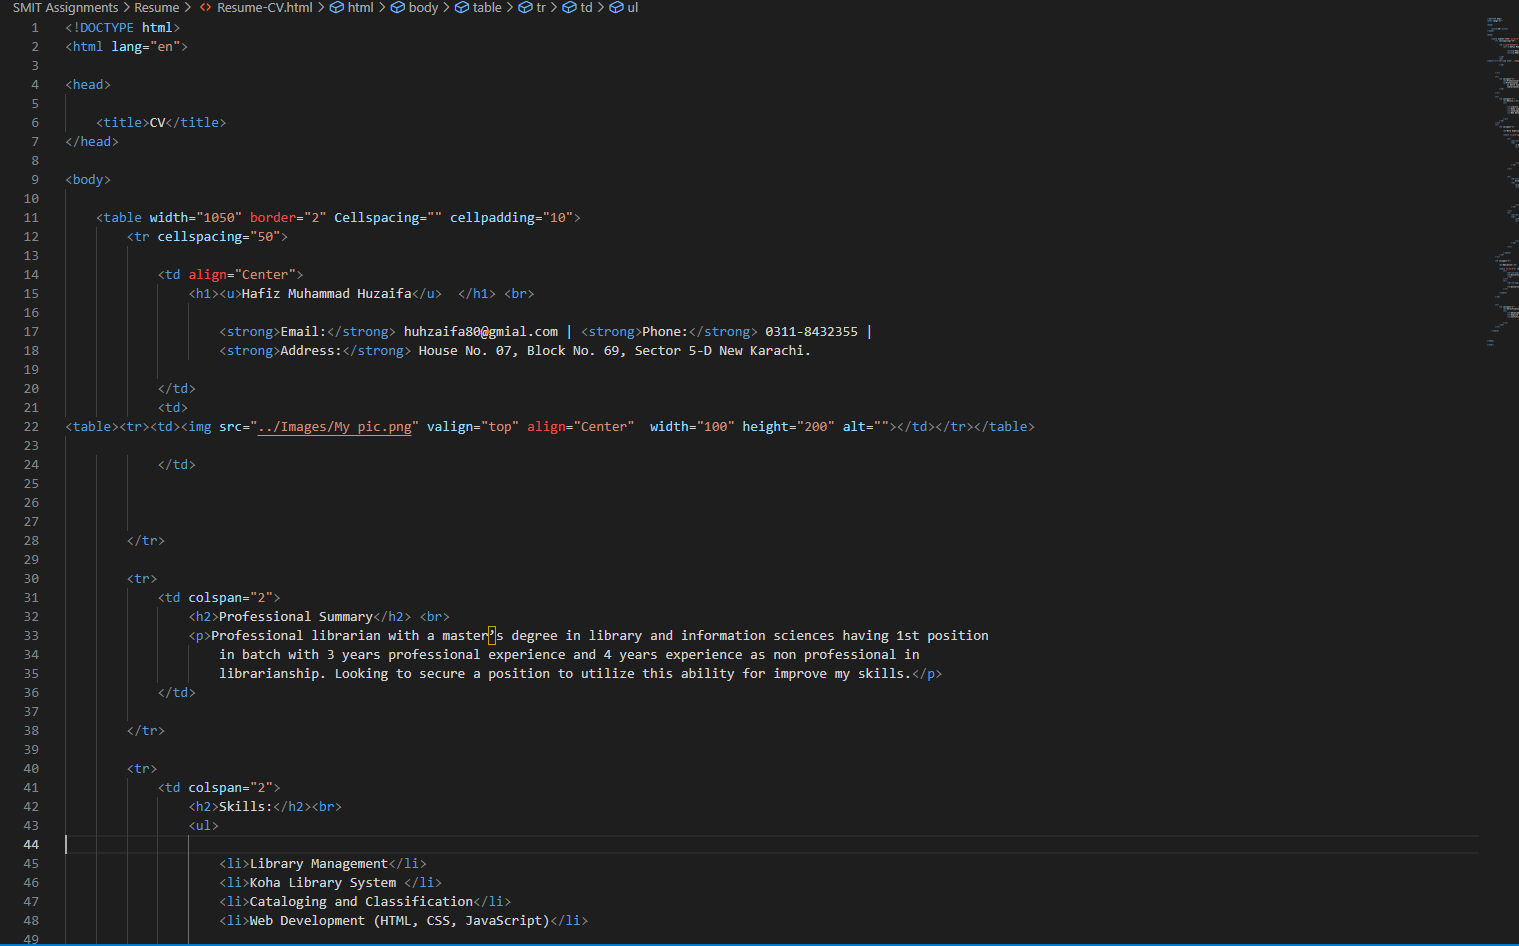 SMIT Assignments > Resume > <> Resume-CV.html > html > body > table > tr > td > ul
1 <!DOCTYPE html>
2 <html lang="en">
3
4 <head>
5
6 <title>CV</title>
7 </head>
8
9 <body>
10
11 <table width="1050" border="2" Cellspacing="" cellpadding="10">
12 <tr cellspacing="50">
13
14 <td align="Center">
15 <h1><u>Hafiz Muhammad Huzaifa</u>  </h1> <br>
16
17 <strong>Email:</strong> huhzaifa80@gmial.com | <strong>Phone:</strong> 0311-8432355 |
18 <strong>Address:</strong> House No. 07, Block No. 69, Sector 5-D New Karachi.
19
20 </td>
21 <td>
22 <table><tr><td><img src="../Images/My pic.png" valign="top" align="Center"  width="100" height="200" alt=""></td></tr></table>
23
24 </td>
25
26
27
28 </tr>
29
30 <tr>
31 <td colspan="2">
32 <h2>Professional Summary</h2> <br>
33 <p>Professional librarian with a master’s degree in library and information sciences having 1st position
34 in batch with 3 years professional experience and 4 years experience as non professional in
35 librarianship. Looking to secure a position to utilize this ability for improve my skills.</p>
36 </td>
37
38 </tr>
39
40 <tr>
41 <td colspan="2">
42 <h2>Skills:</h2><br>
43 <ul>
44
45 <li>Library Management</li>
46 <li>Koha Library System </li>
47 <li>Cataloging and Classification</li>
48 <li>Web Development (HTML, CSS, JavaScript)</li>
49